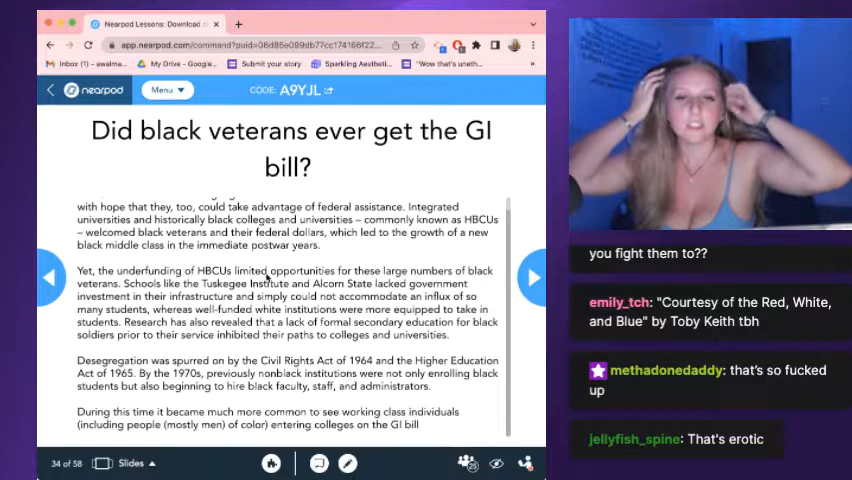 Nearpod Lessons: Download r
app.nearpod.com/command?puid=06d85e099db77cc174166f22...
Inbox (1) - awalma...
My Drive - Google...
Submit your story
Sparkling Aesthetic...
"Wow that's uneth...
nearpod
Menu
CODE: A9YJL
Did black veterans ever get the GI
bill?
with hope that they, too, could take advantage of federal assistance. Integrated
universities and historically black colleges and universities – commonly known as HBCUs
– welcomed black veterans and their federal dollars, which led to the growth of a new
black middle class in the immediate postwar years.
Yet, the underfunding of HBCUs limited opportunities for these large numbers of black
veterans. Schools like the Tuskegee Institute and Alcorn State lacked government
investment in their infrastructure and simply could not accommodate an influx of so
many students, whereas well-funded white institutions were more equipped to take in
students. Research has also revealed that a lack of formal secondary education for black
soldiers prior to their service inhibited their paths to colleges and universities.
Desegregation was spurred on by the Civil Rights Act of 1964 and the Higher Education
Act of 1965. By the 1970s, previously nonblack institutions were not only enrolling black
students but also beginning to hire black faculty, staff, and administrators.
During this time it became much more common to see working class individuals
(including people (mostly men) of color) entering colleges on the GI bill
34 of 58
Slides
25
you fight them to??
emily_tch: "Courtesy of the Red, White,
and Blue" by Toby Keith tbh
methadonedaddy: that's so fucked
up
jellyfish_spine: That's erotic